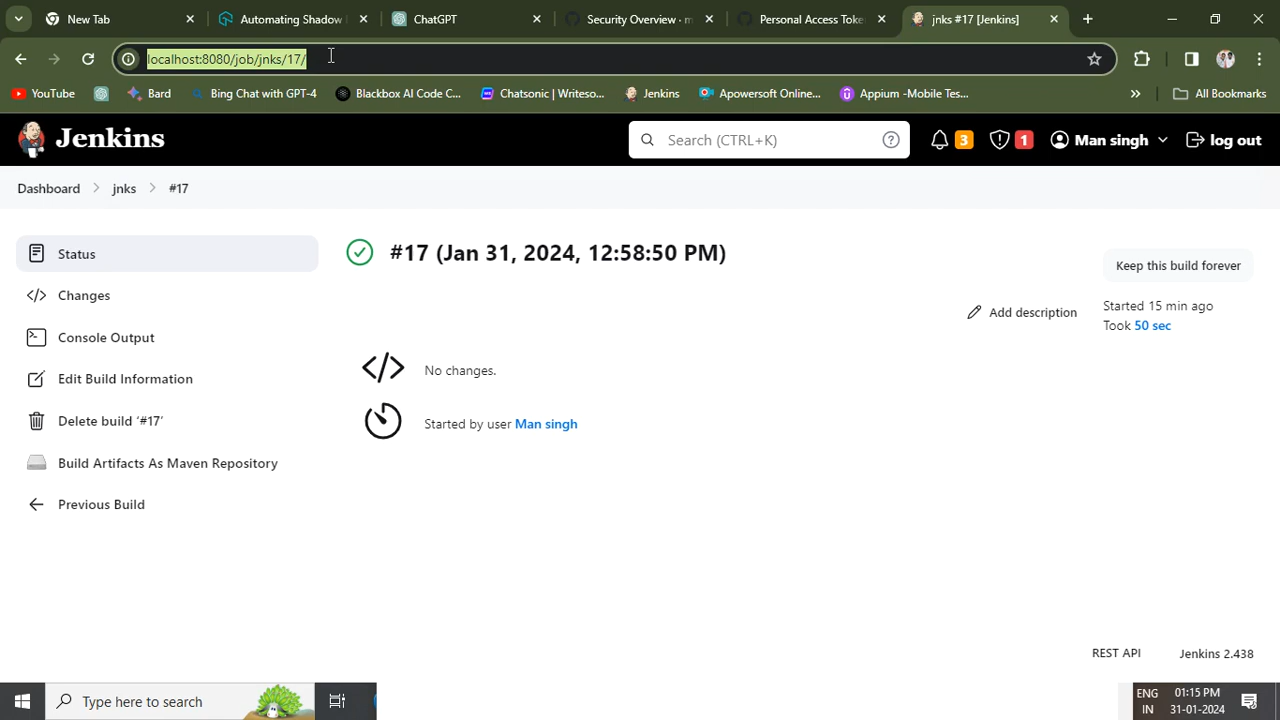 New Tab
Automating Shadow
ChatGPT
Security Overview - m
Personal Access Toke
jnks #17 [Jenkins]
localhost:8080/job/jnks/17/
YouTube
Bard
Bing Chat with GPT-4
Blackbox AI Code C...
Chatsonic | Writeso...
Jenkins
Apowersoft Online...
Appium -Mobile Tes...
All Bookmarks
Jenkins
Search (CTRL+K)
3
1
Man singh
log out
Dashboard
jnks
#17
Status
#17 (Jan 31, 2024, 12:58:50 PM)
Keep this build forever
Changes
Add description
Started 15 min ago
Took 50 sec
Console Output
No changes.
Edit Build Information
Started by user Man singh
Delete build ‘#17’
Build Artifacts As Maven Repository
Previous Build
REST API
Jenkins 2.438
Type here to search
ENG
IN
01:15 PM
31-01-2024